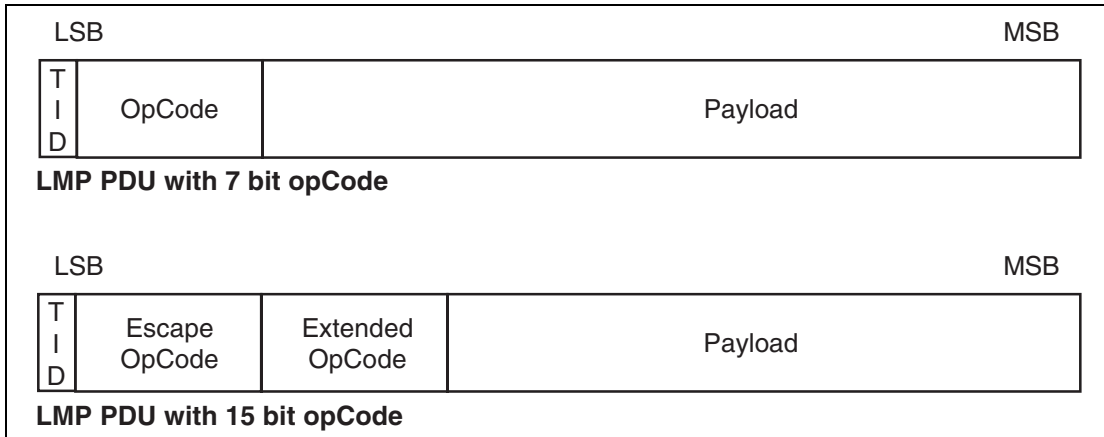 LSB MSB
T
I
D
OpCode
Payload
LMP PDU with 7 bit opCode
LSB MSB
T
I
D
Escape
OpCode
Extended
OpCode
Payload
LMP PDU with 15 bit opCode